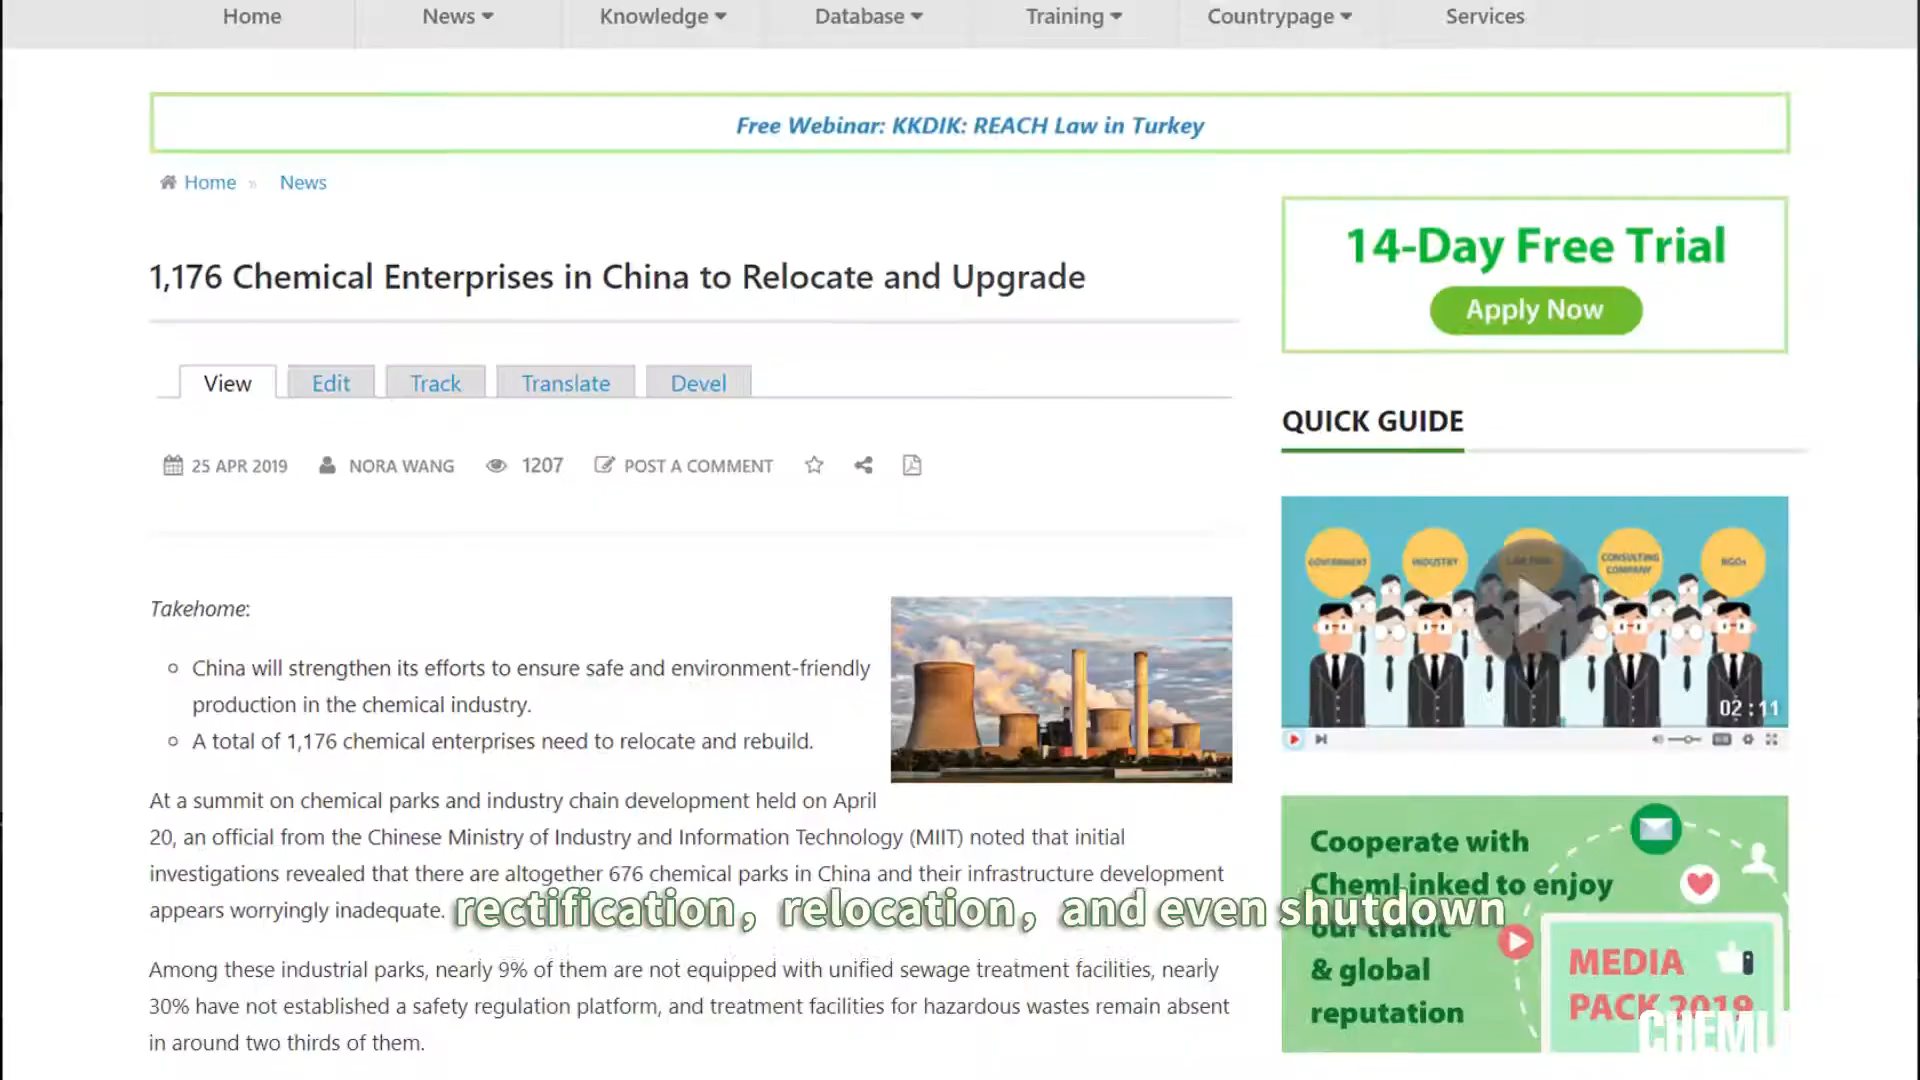 Home News Knowledge Database Training Countrypage Services
Free Webinar: KKDIK: REACH Law in Turkey
Home » News
1,176 Chemical Enterprises in China to Relocate and Upgrade
View Edit Track Translate Devel
25 APR 2019 NORA WANG 1207 POST A COMMENT
Takehome:
China will strengthen its efforts to ensure safe and environment-friendly
production in the chemical industry.
A total of 1,176 chemical enterprises need to relocate and rebuild.
At a summit on chemical parks and industry chain development held on April
20, an official from the Chinese Ministry of Industry and Information Technology (MIIT) noted that initial
investigations revealed that there are altogether 676 chemical parks in China and their infrastructure development
appears worryingly inadequate.
Among these industrial parks, nearly 9% of them are not equipped with unified sewage treatment facilities, nearly
30% have not established a safety regulation platform, and treatment facilities for hazardous wastes remain absent
in around two thirds of them.
14-Day Free Trial
Apply Now
QUICK GUIDE
GOVERNMENT INDUSTRY CONSULTING
COMPANY NGOs
02:11
Cooperate with
ChemLinked to enjoy
our traffic
& global
reputation
MEDIA
PACK 2019
rectification，relocation，and even shutdown